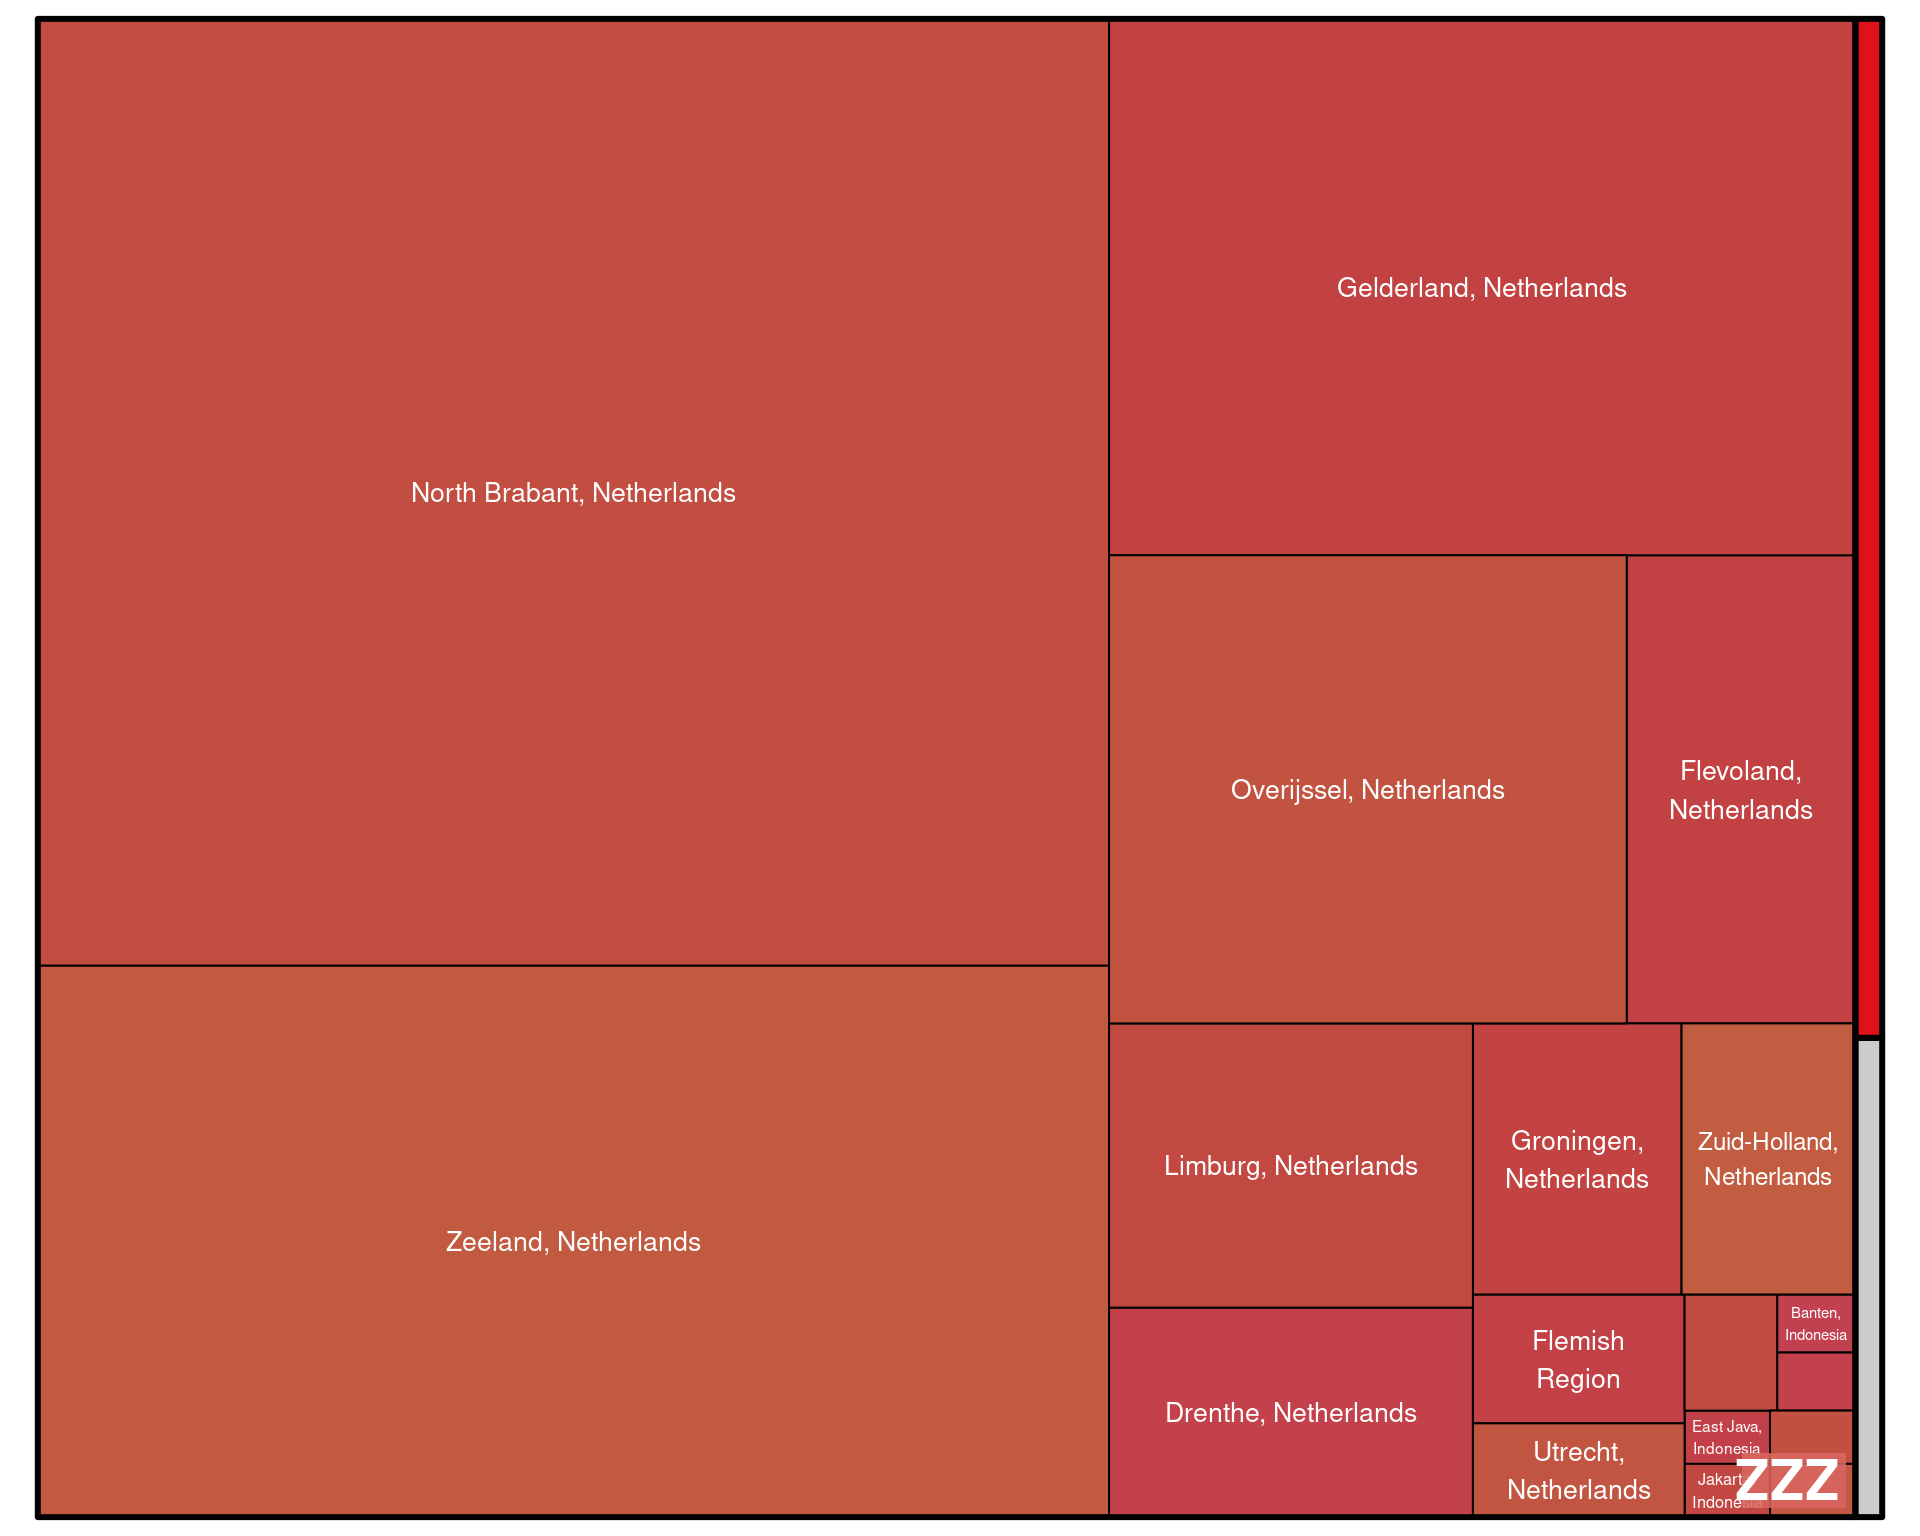 North Brabant, Netherlands
Gelderland, Netherlands
Overijssel, Netherlands
Flevoland,
Netherlands
Zeeland, Netherlands
Limburg, Netherlands
Groningen,
Netherlands
Zuid-Holland,
Netherlands
Drenthe, Netherlands
Flemish
Region
Utrecht,
Netherlands
Banten,
Indonesia
East Java,
Indonesia
Indonesia
ZZZ